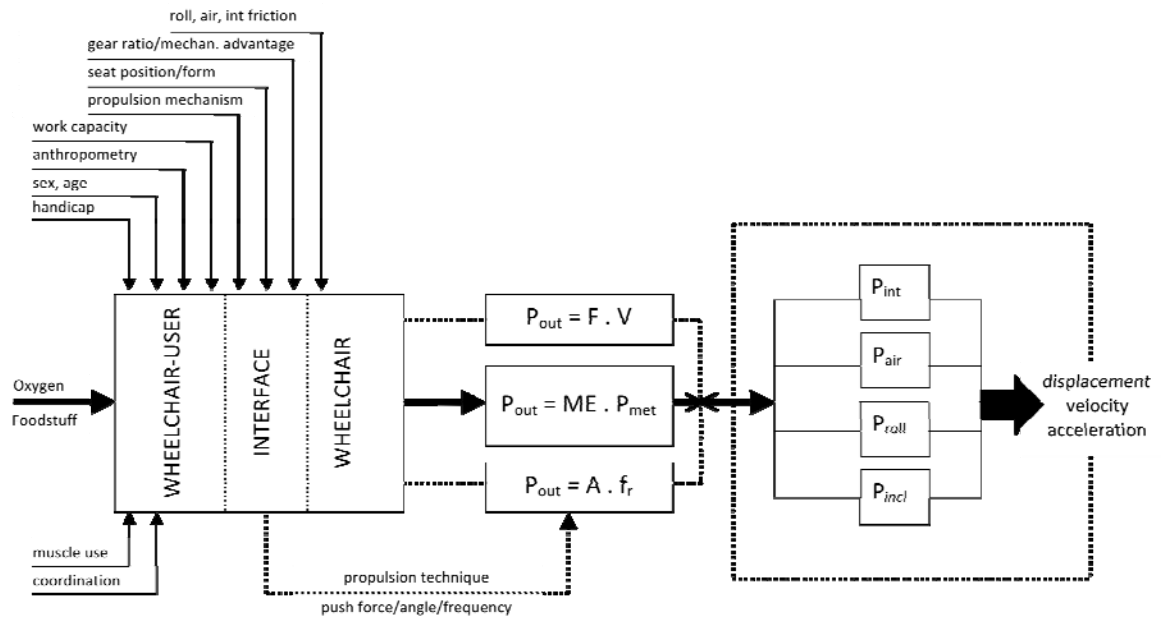 roll, air, int friction
gear ratio/mechan. advantage
seat position/form
propulsion mechanism
work capacity
anthropometry
sex, age
handicap
Oxygen
Foodstuff
WHEELCHAIR-USER
INTERFACE
WHEELCHAIR
muscle use
coordination
propulsion technique
push force/angle/frequency
P_out = F . V
P_out = ME . P_met
P_out = A . f_r
P_int
P_air
P_roll
P_incl
displacement
velocity
acceleration